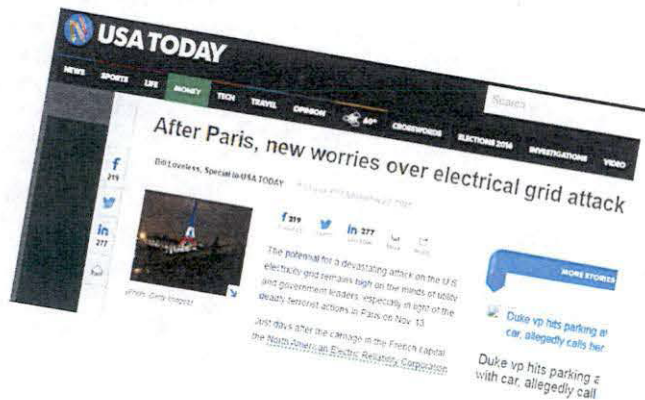 USA TODAY
Search
NEWS SPORTS LIFE MONEY TECH TRAVEL OPINION 60° CROSSWORDS ELECTIONS 2016 INVESTIGATIONS VIDEO
After Paris, new worries over electrical grid attack
Bill Loveless, Special to USA TODAY
f 219
in 277
f 219
in 277
(Photo: Getty Images)
The potential for a devastating attack on the U.S.
electricity grid remains high on the minds of utility
and government leaders, especially in light of the
deadly terrorist actions in Paris on Nov. 13.
Just days after the carnage in the French capital
the North American Electric Reliability Corporation
MORE STORIES
Duke vp hits parking a
car, allegedly calls her
Duke vp hits parking a
with car, allegedly call